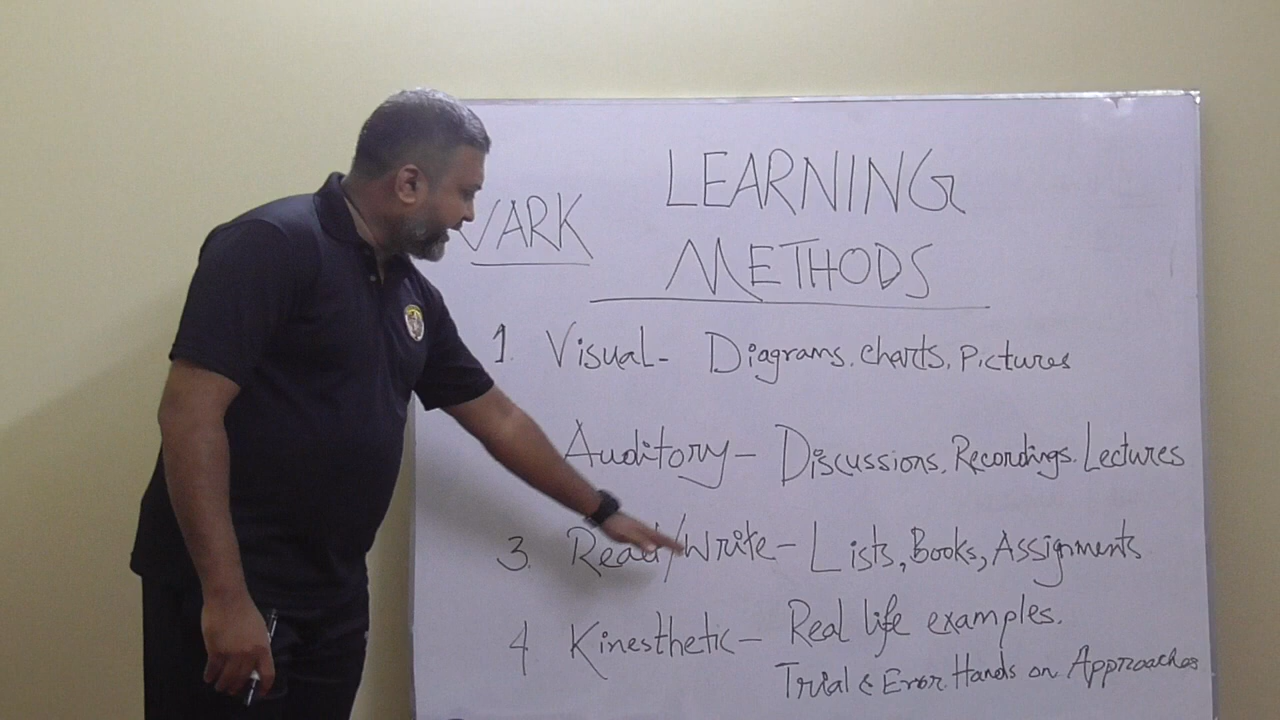 LEARNING
VARK
METHODS
1. Visual - Diagrams. charts. Pictures
Auditory - Discussions, Recordings. Lectures
3. Read/Write - Lists, Books, Assignments
4 Kinesthetic - Real life examples.
Trial & Error. Hands on Approaches